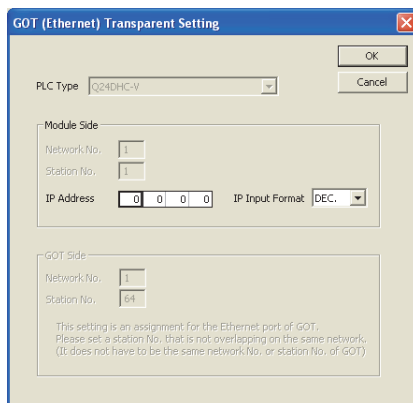 GOT (Ethernet) Transparent Setting
OK
PLC Type Q24DHC-V
Cancel
Module Side
Network No. 1
Station No. 1
IP Address 0 0 0 0 IP Input Format DEC.
GOT Side
Network No. 1
Station No. 64
This setting is an assignment for the Ethernet port of GOT.
Please set a station No. that is not overlapping on the same network.
(It does not have to be the same network No. or station No. of GOT)